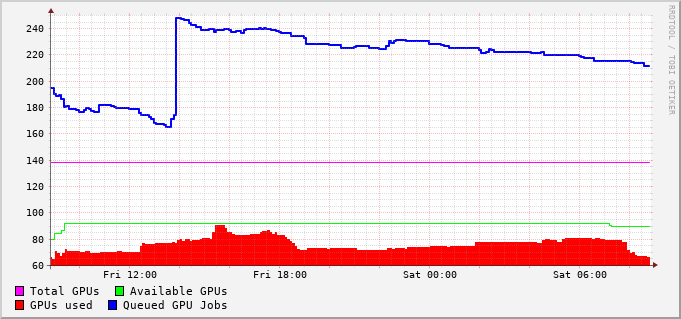 RRDTOOL / TOBI OETIKER
240
220
200
180
160
140
120
100
80
60
Fri 12:00 Fri 18:00 Sat 00:00 Sat 06:00
Total GPUs Available GPUs
GPUs used Queued GPU Jobs